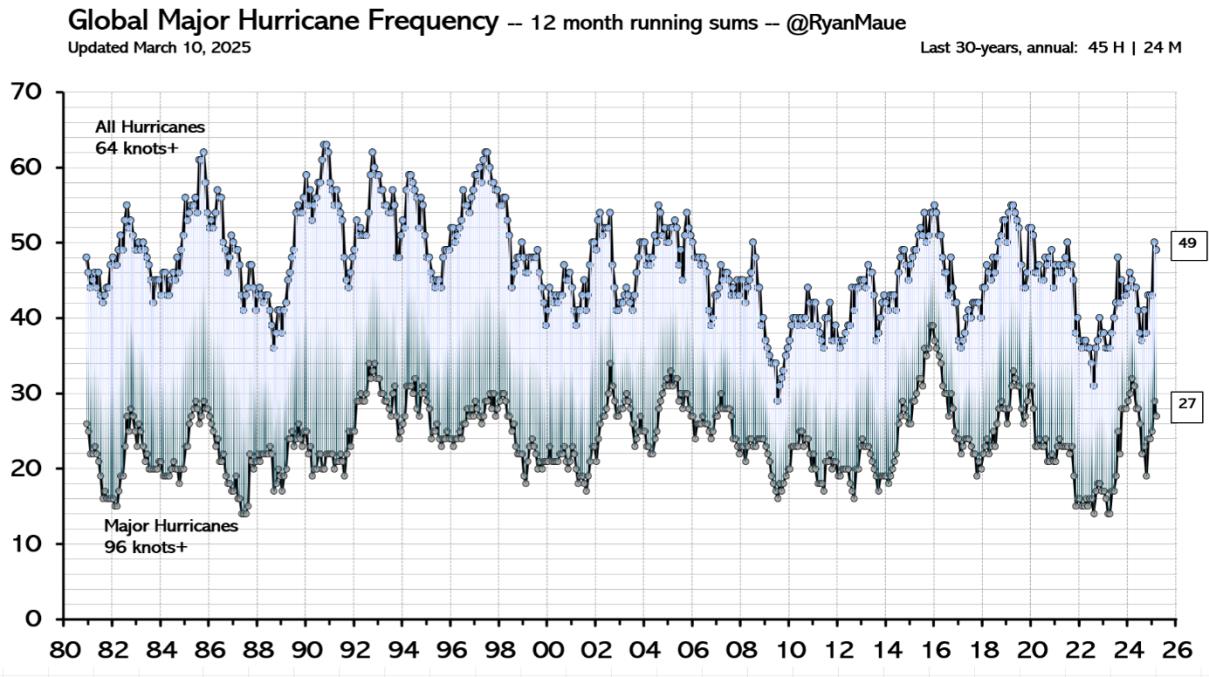 Global Major Hurricane Frequency -- 12 month running sums -- @RyanMaue
Updated March 10, 2025
Last 30-years, annual: 45 H | 24 M
70
60
50
40
30
20
10
0
All Hurricanes
64 knots+
49
27
Major Hurricanes
96 knots+
80 82 84 86 88 90 92 94 96 98 00 02 04 06 08 10 12 14 16 18 20 22 24 26